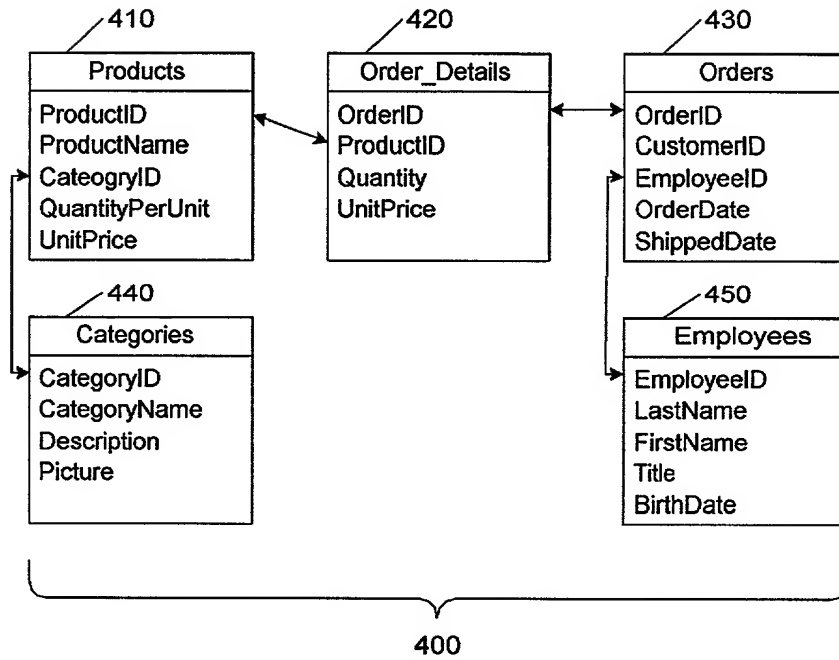 410
Products
ProductID
ProductName
CateogryID
QuantityPerUnit
UnitPrice
420
Order_Details
OrderID
ProductID
Quantity
UnitPrice
430
Orders
OrderID
CustomerID
EmployeeID
OrderDate
ShippedDate
440
Categories
CategoryID
CategoryName
Description
Picture
450
Employees
EmployeeID
LastName
FirstName
Title
BirthDate
400